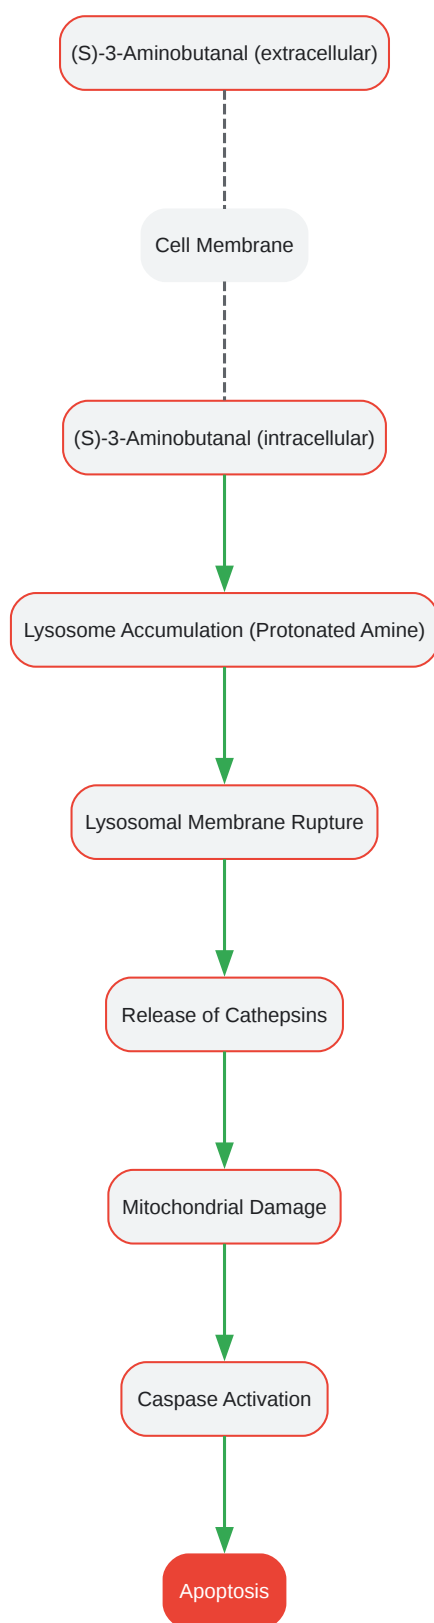 (S)-3-Aminobutanal (extracellular)
Cell Membrane
(S)-3-Aminobutanal (intracellular)
Lysosome Accumulation (Protonated Amine)
Lysosomal Membrane Rupture
Release of Cathepsins
Mitochondrial Damage
Caspase Activation
Apoptosis